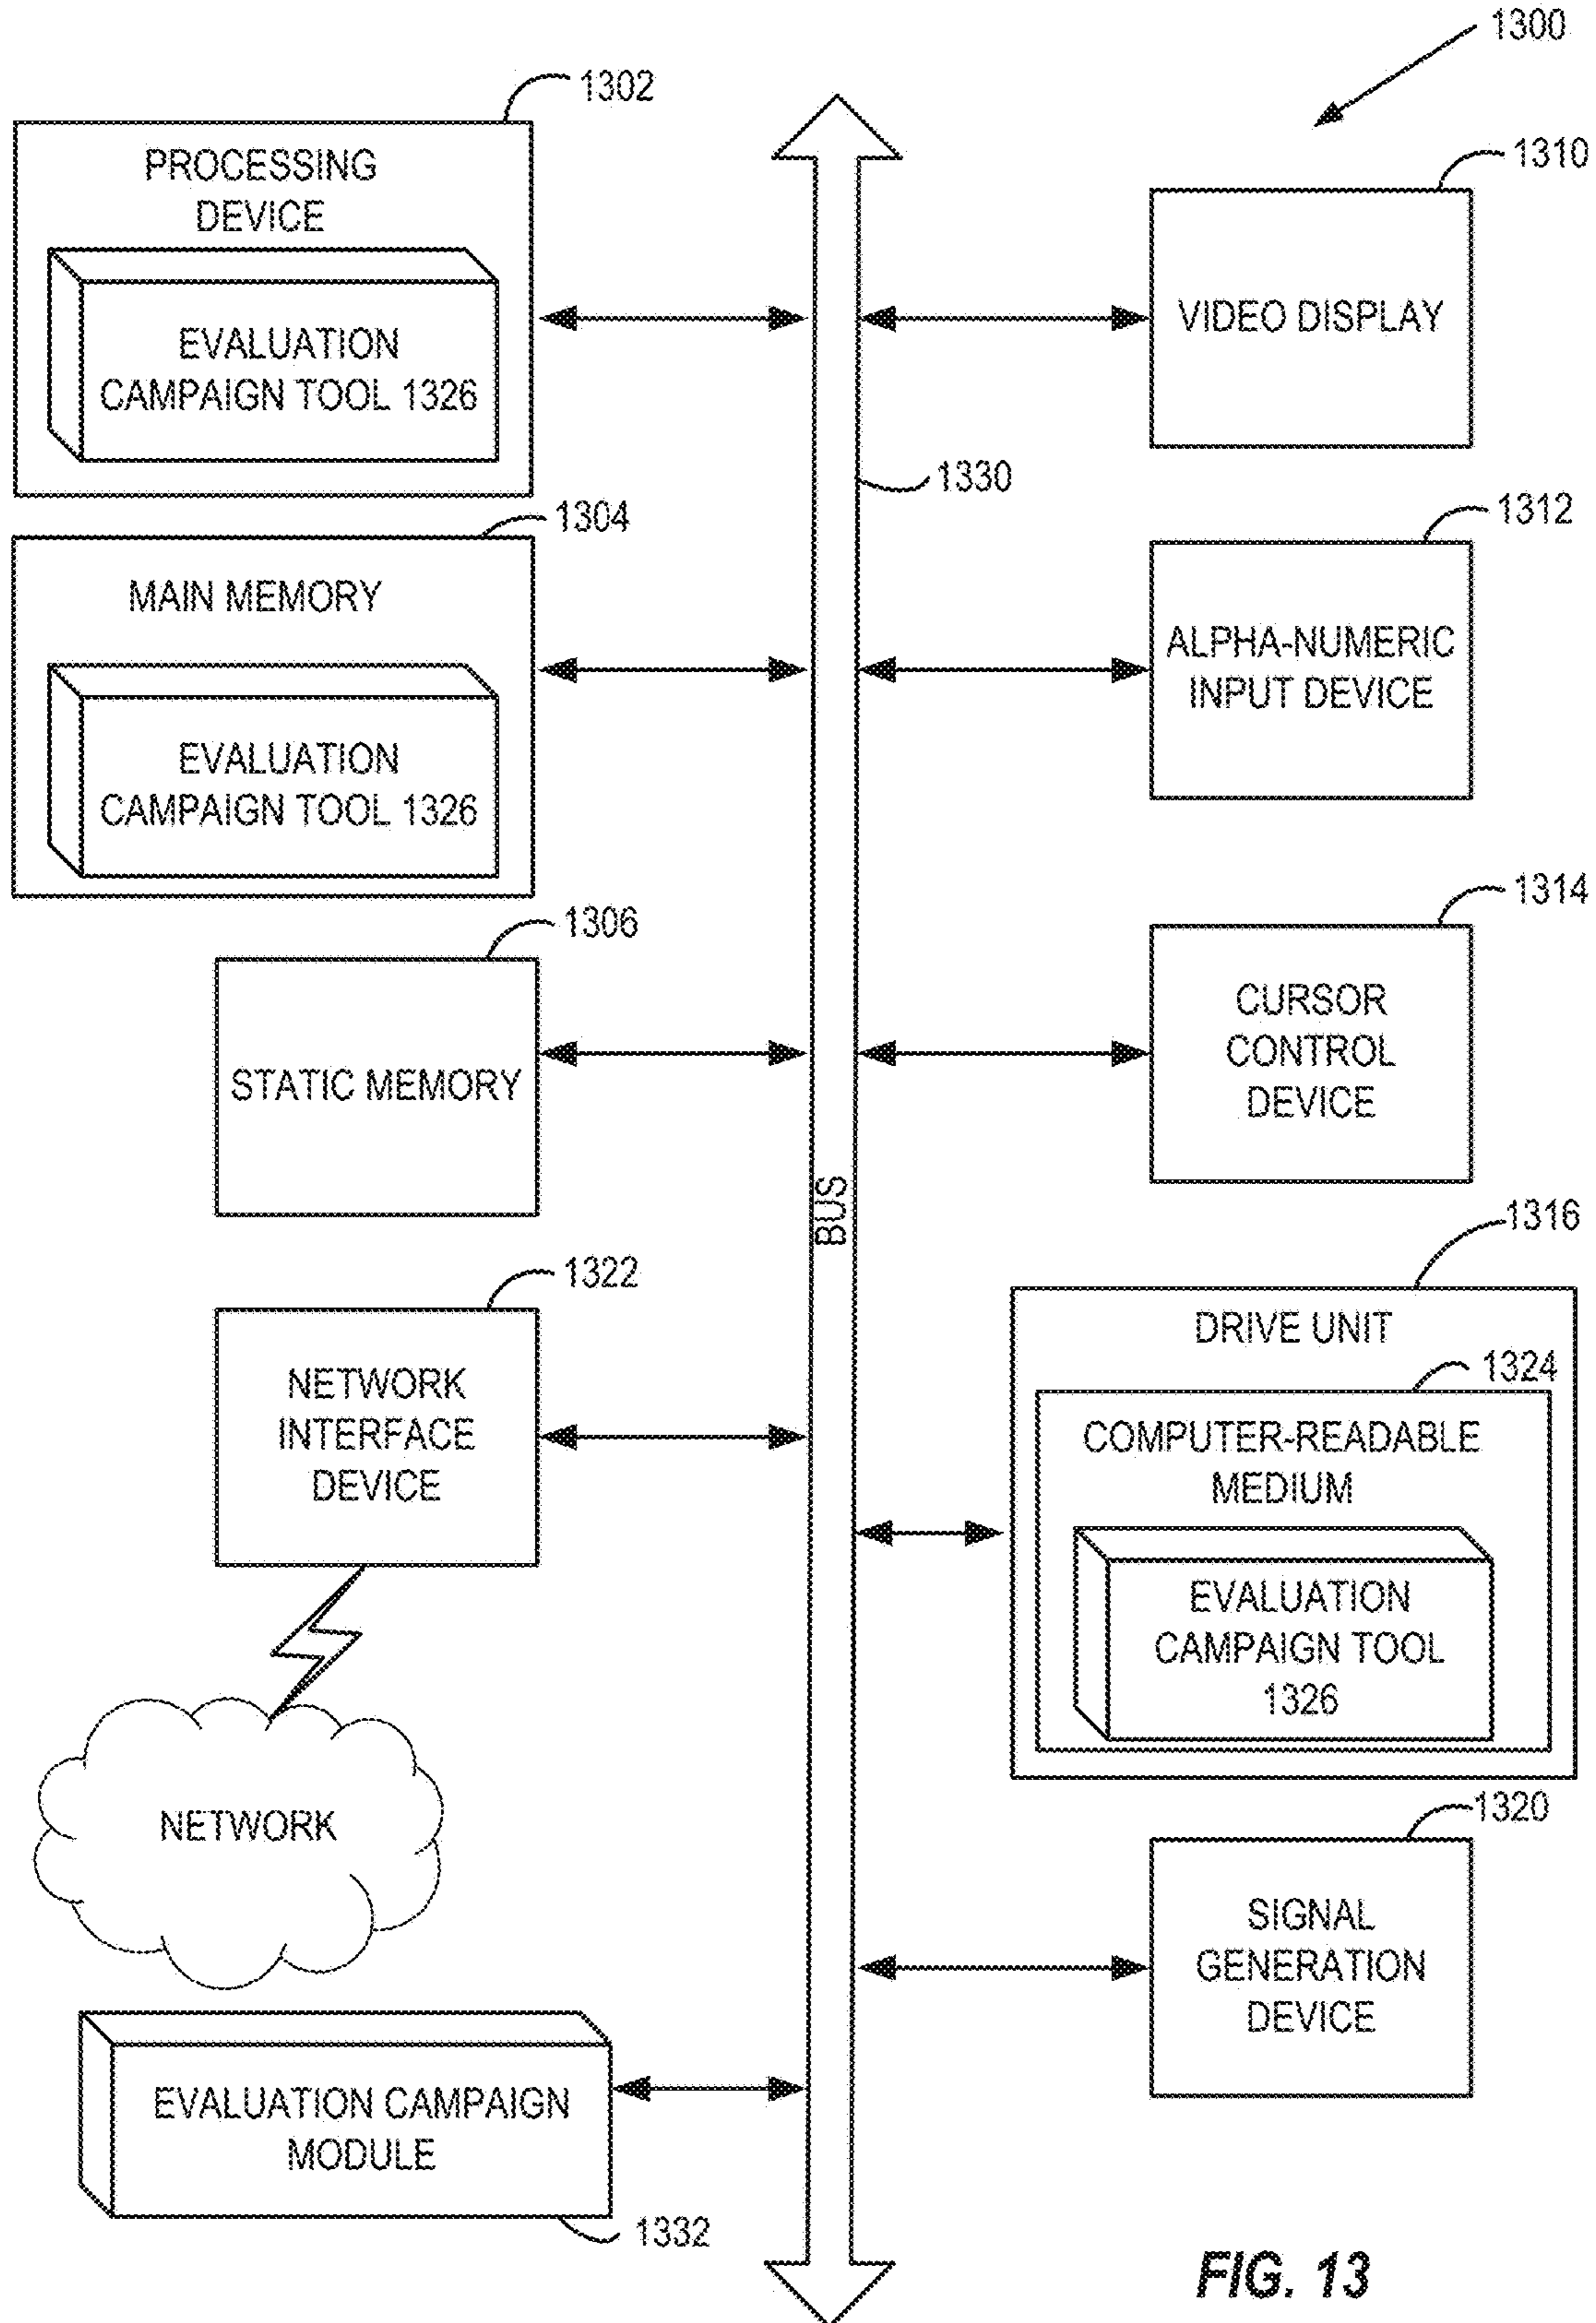 1300
1302
PROCESSING
DEVICE
EVALUATION
CAMPAIGN TOOL 1326
1304
MAIN MEMORY
EVALUATION
CAMPAIGN TOOL 1326
1306
STATIC MEMORY
1322
NETWORK
INTERFACE
DEVICE
NETWORK
EVALUATION CAMPAIGN
MODULE
1332
BUS
1330
1310
VIDEO DISPLAY
1312
ALPHA-NUMERIC
INPUT DEVICE
1314
CURSOR
CONTROL
DEVICE
1316
DRIVE UNIT
1324
COMPUTER-READABLE
MEDIUM
EVALUATION
CAMPAIGN TOOL
1326
1320
SIGNAL
GENERATION
DEVICE
FIG. 13